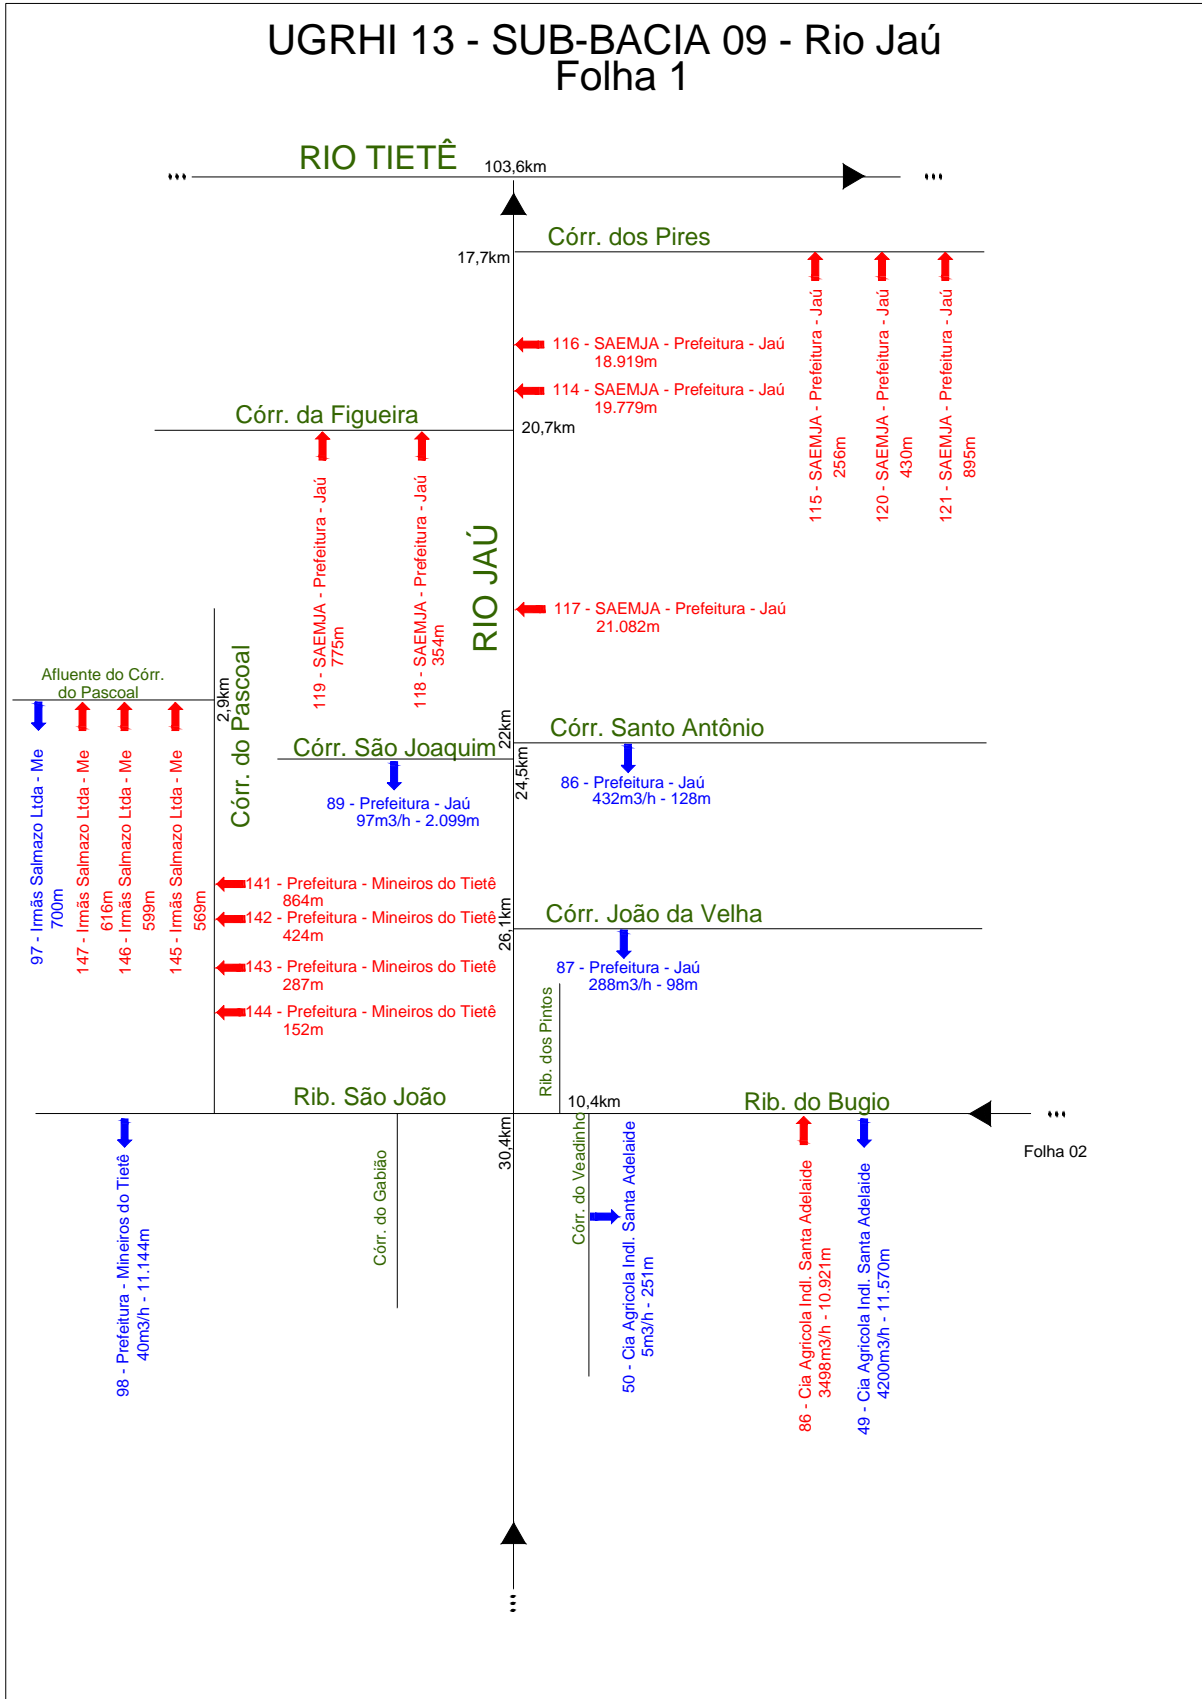 UGRHI 13 - SUB-BACIA 09 - Rio Jaú
Folha 1
RIO TIETÊ
103,6km
...
...
Córr. dos Pires
17,7km
115 - SAEMJA - Prefeitura - Jaú
256m
120 - SAEMJA - Prefeitura - Jaú
430m
121 - SAEMJA - Prefeitura - Jaú
895m
116 - SAEMJA - Prefeitura - Jaú
18.919m
114 - SAEMJA - Prefeitura - Jaú
19.779m
Córr. da Figueira
20,7km
119 - SAEMJA - Prefeitura - Jaú
775m
118 - SAEMJA - Prefeitura - Jaú
354m
RIO JAÚ
117 - SAEMJA - Prefeitura - Jaú
21.082m
Afluente do Córr.
do Pascoal
2,9km
Córr. do Pascoal
97 - Irmãs Salmazo Ltda - Me
700m
147 - Irmãs Salmazo Ltda - Me
616m
146 - Irmãs Salmazo Ltda - Me
599m
145 - Irmãs Salmazo Ltda - Me
569m
22km
Córr. Santo Antônio
Córr. São Joaquim
24,5km
86 - Prefeitura - Jaú
432m3/h - 128m
89 - Prefeitura - Jaú
97m3/h - 2.099m
141 - Prefeitura - Mineiros do Tietê
864m
142 - Prefeitura - Mineiros do Tietê
424m
143 - Prefeitura - Mineiros do Tietê
287m
144 - Prefeitura - Mineiros do Tietê
152m
26,1km
Córr. João da Velha
87 - Prefeitura - Jaú
288m3/h - 98m
Rib. dos Pintos
Rib. São João
10,4km
Rib. do Bugio
...
Folha 02
30,4km
98 - Prefeitura - Mineiros do Tietê
40m3/h - 11.144m
Córr. do Gabião
Córr. do Veadinho
50 - Cia Agricola Indl. Santa Adelaide
5m3/h - 251m
86 - Cia Agricola Indl. Santa Adelaide
3498m3/h - 10.921m
49 - Cia Agricola Indl. Santa Adelaide
4200m3/h - 11.570m
...